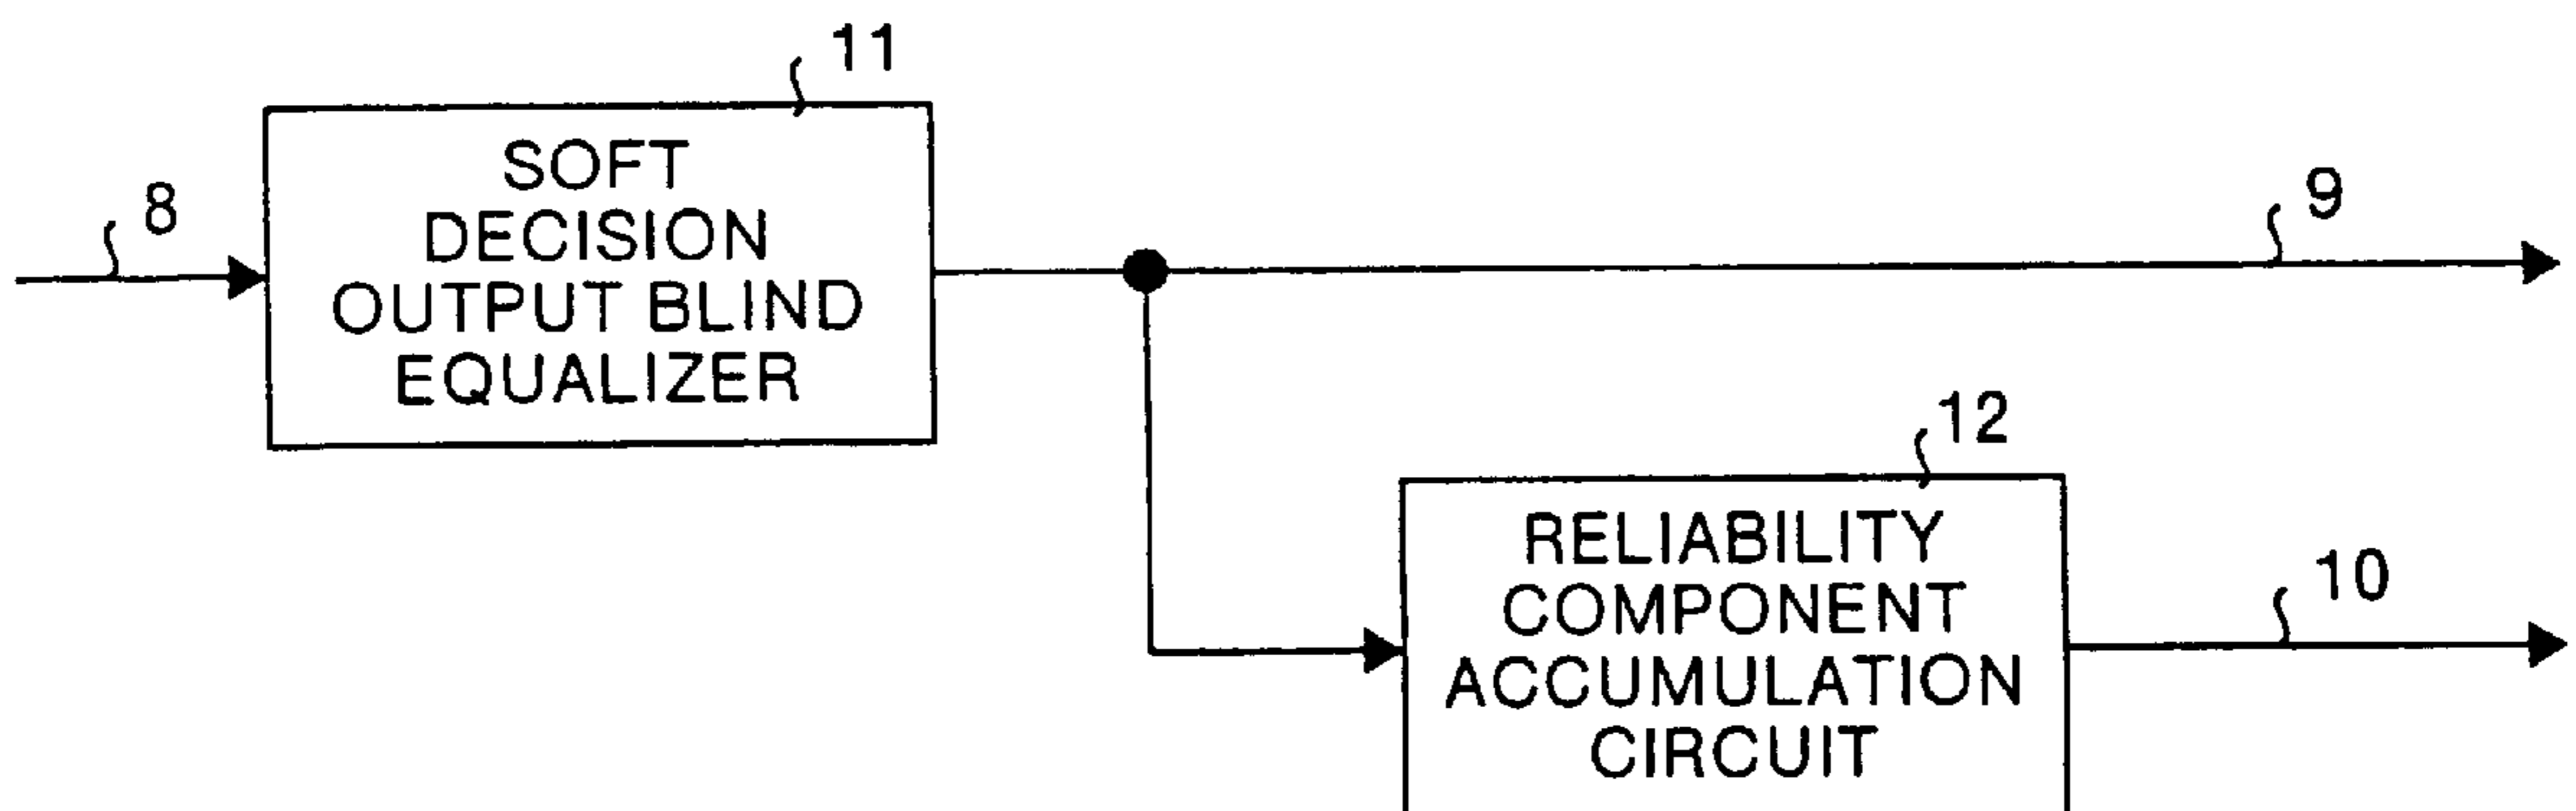 11
SOFT
DECISION
OUTPUT BLIND
EQUALIZER
8
9
12
RELIABILITY
COMPONENT
ACCUMULATION
CIRCUIT
10